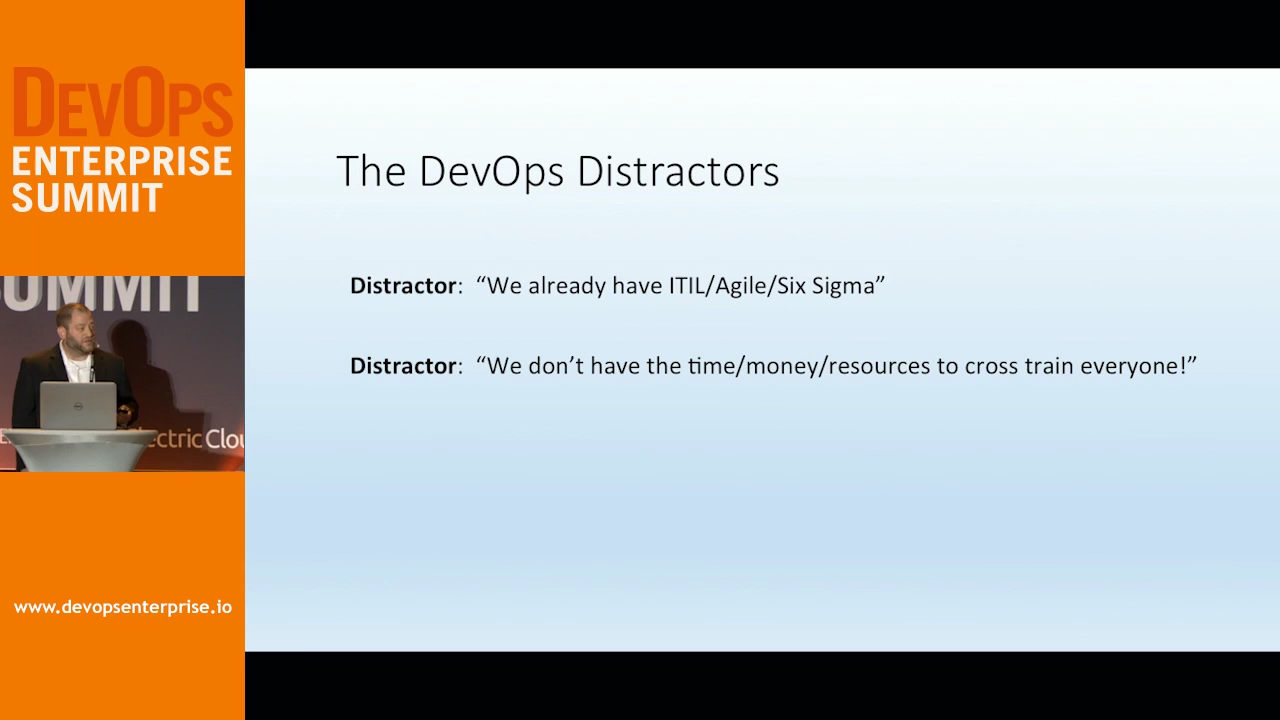 DEVOPS
ENTERPRISE
SUMMIT
SUMMIT
ectric Clou
www.devopsenterprise.io
The DevOps Distractors
Distractor: “We already have ITIL/Agile/Six Sigma”
Distractor: “We don’t have the time/money/resources to cross train everyone!”